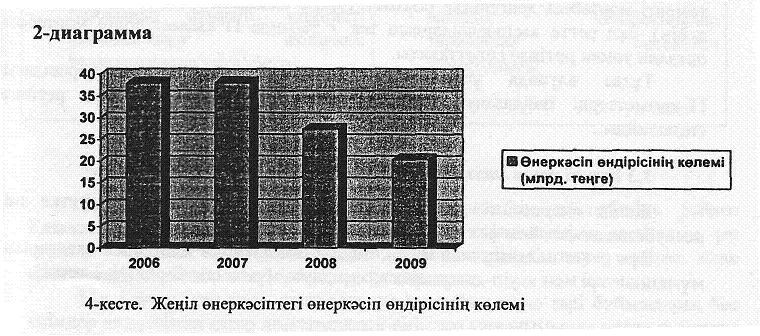 2-диаграмма
40
35
30
25
20
15
10
5
0
2006 2007 2008 2009
Өнеркәсіп өндірісінің көлемі
(млрд. теңге)
4-кесте. Жеңіл өнеркәсіптегі өнеркәсіп өндірісінің көлемі